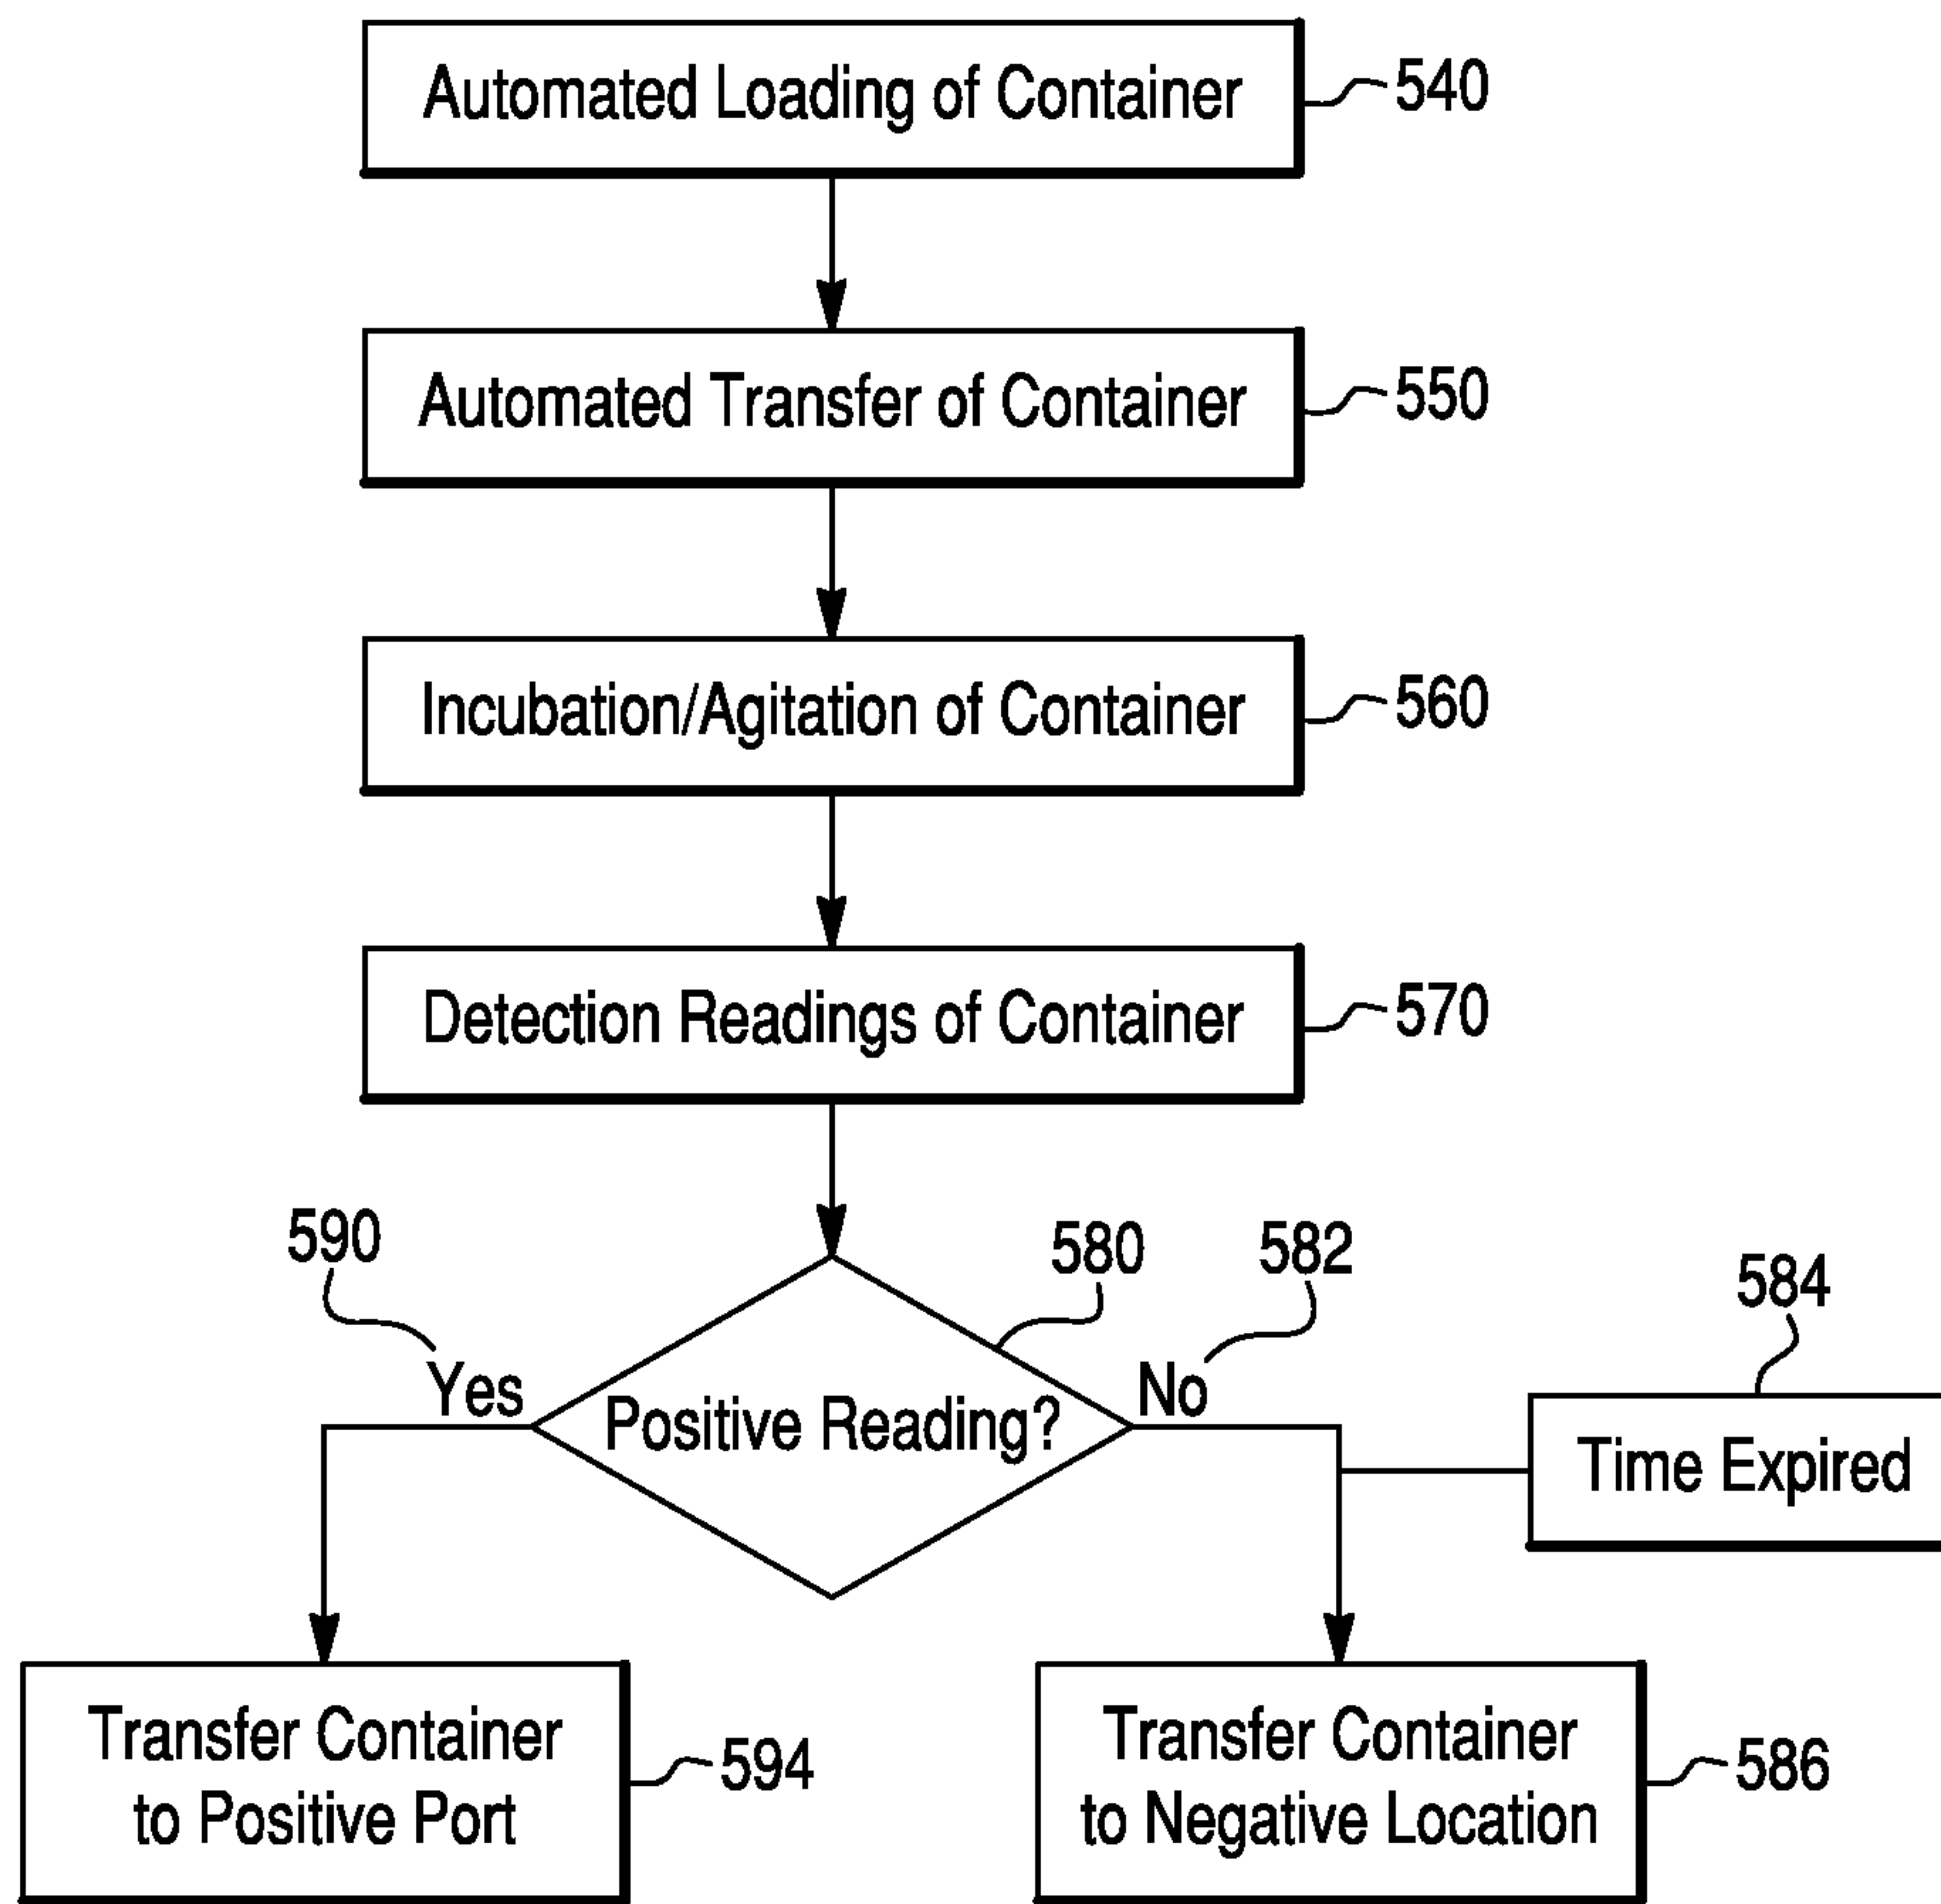 Automated Loading of Container
540
Automated Transfer of Container
550
Incubation/Agitation of Container
560
Detection Readings of Container
570
590
580
582
584
Yes
Positive Reading?
No
Time Expired
Transfer Container
to Positive Port
594
Transfer Container
to Negative Location
586